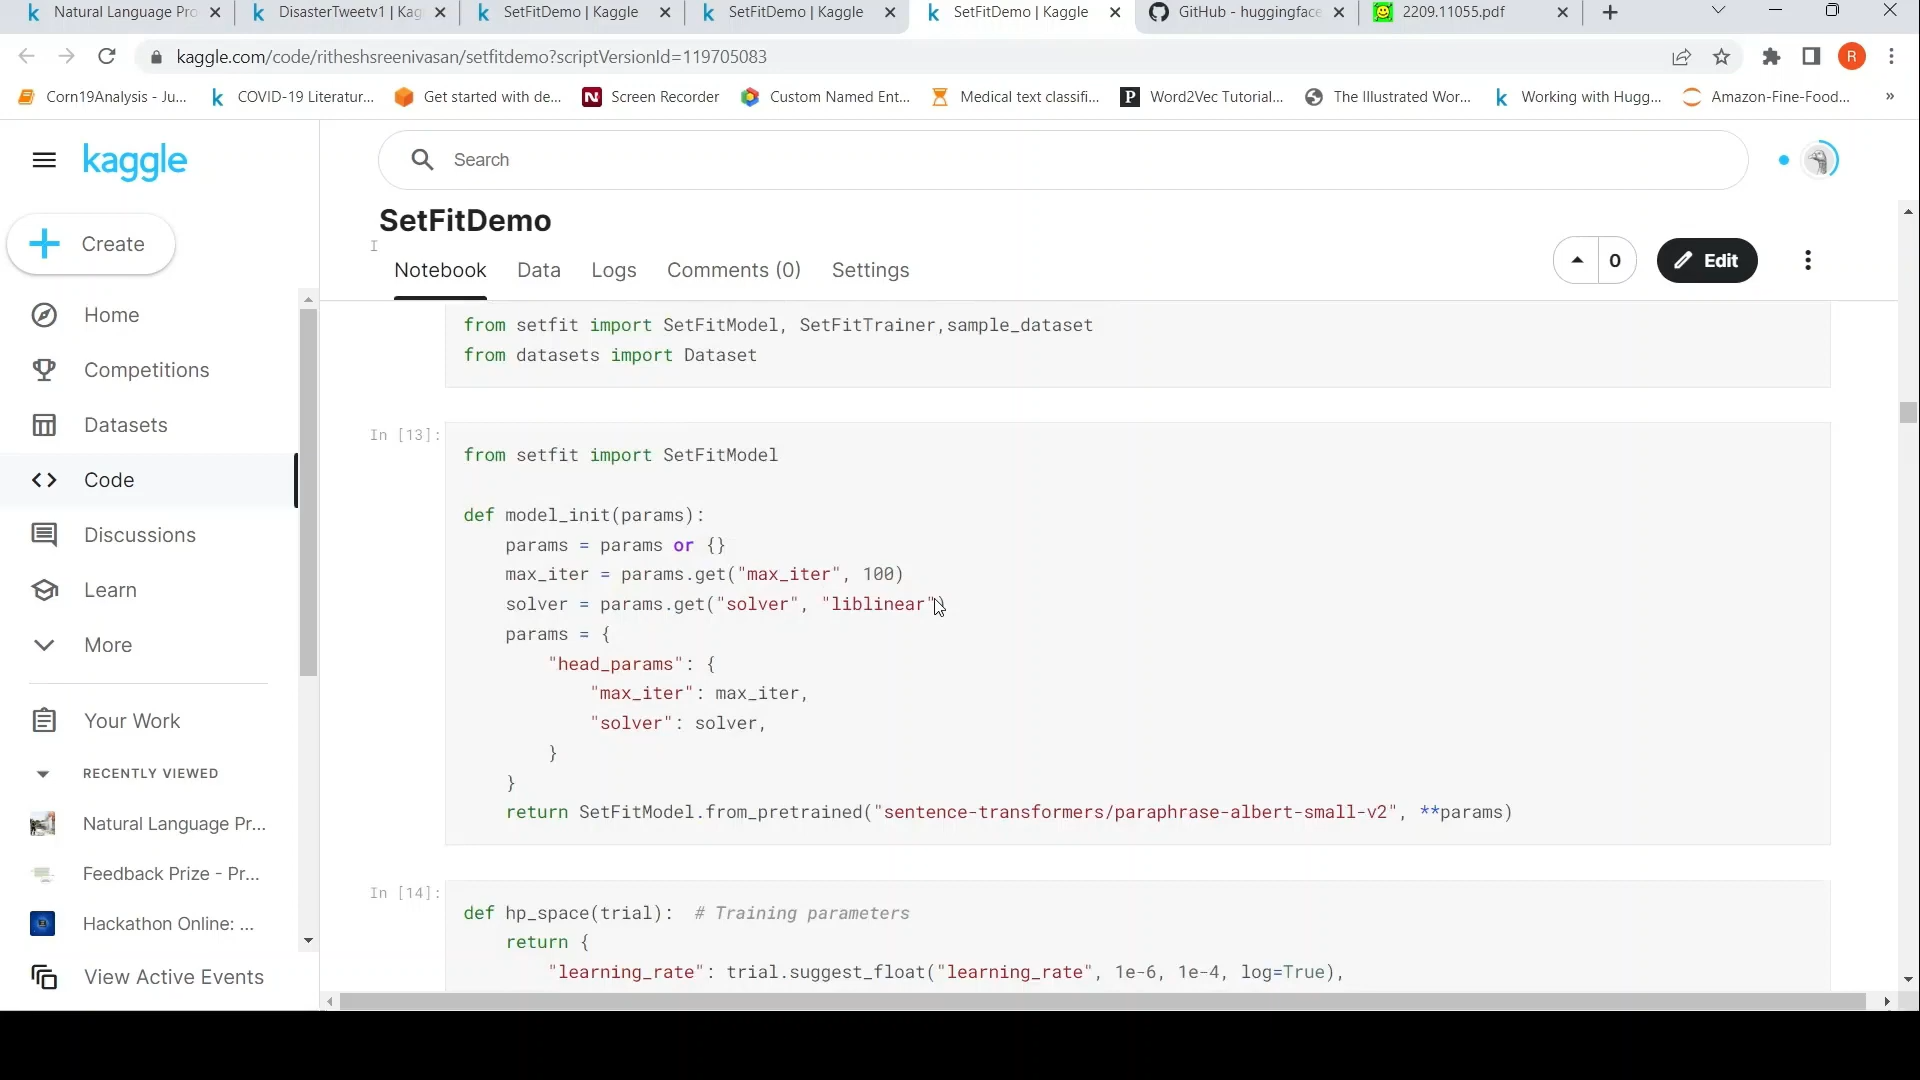 Natural Language Pro
DisasterTweetv1 | Kag
SetFitDemo | Kaggle
SetFitDemo | Kaggle
SetFitDemo | Kaggle
GitHub - huggingface
2209.11055.pdf
kaggle.com/code/ritheshsreenivasan/setfitdemo?scriptVersionId=119705083
R
Corn19Analysis - Ju...
COVID-19 Literatur...
Get started with de...
Screen Recorder
Custom Named Ent...
Medical text classifi...
Word2Vec Tutorial...
The Illustrated Wor...
Working with Hugg...
Amazon-Fine-Food...
»
kaggle
Search
Create
Home
Competitions
Datasets
Code
Discussions
Learn
More
Your Work
RECENTLY VIEWED
Natural Language Pr...
Feedback Prize - Pr...
Hackathon Online: ...
View Active Events
SetFitDemo
Notebook
Data
Logs
Comments (0)
Settings
0
Edit
from setfit import SetFitModel, SetFitTrainer,sample_dataset
from datasets import Dataset
In [13]:
from setfit import SetFitModel
def model_init(params):
params = params or {}
max_iter = params.get("max_iter", 100)
solver = params.get("solver", "liblinear")
params = {
"head_params": {
"max_iter": max_iter,
"solver": solver,
}
}
return SetFitModel.from_pretrained("sentence-transformers/paraphrase-albert-small-v2", **params)
In [14]:
def hp_space(trial):  # Training parameters
return {
"learning_rate": trial.suggest_float("learning_rate", 1e-6, 1e-4, log=True),